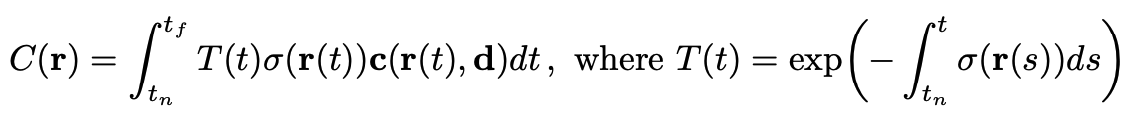 C(𝐫) = ∫_{t_n}^{t_f} T(t)σ(𝐫(t))𝐜(𝐫(t), 𝐝)dt , where T(t) = exp(− ∫_{t_n}^{t} σ(𝐫(s))ds)